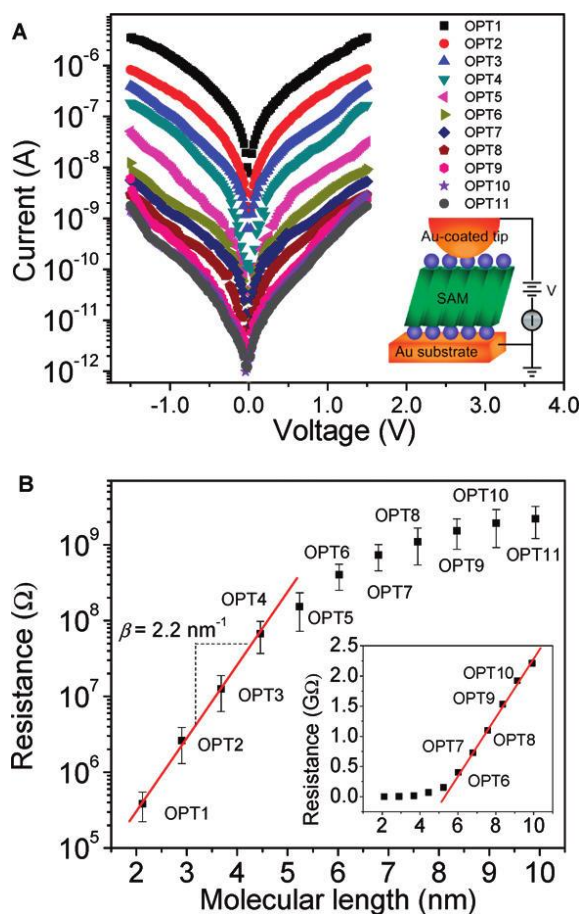 A
OPT1
OPT2
OPT3
OPT4
OPT5
OPT6
OPT7
OPT8
OPT9
OPT10
OPT11
10⁻⁶
10⁻⁷
10⁻⁸
10⁻⁹
10⁻¹⁰
10⁻¹¹
10⁻¹²
Current (A)
Au-coated tip
SAM
Au substrate
V
I
-1.0 0.0 1.0 2.0 3.0 4.0
Voltage (V)
B
10⁹
10⁸
10⁷
10⁶
10⁵
Resistance (Ω)
β = 2.2 nm⁻¹
OPT1
OPT2
OPT3
OPT4
OPT5
OPT6
OPT7
OPT8
OPT9
OPT10
OPT11
2.5
2.0
1.5
1.0
0.5
0.0
Resistance (GΩ)
OPT10
OPT9
OPT8
OPT7
OPT6
2 4 6 8 10
2 3 4 5 6 7 8 9 10
Molecular length (nm)